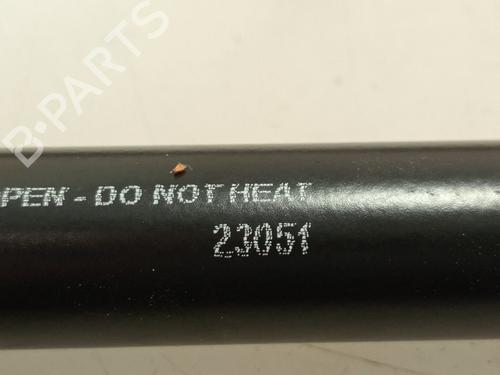 B-PARTS
PEN - DO NOT HEAT
23051